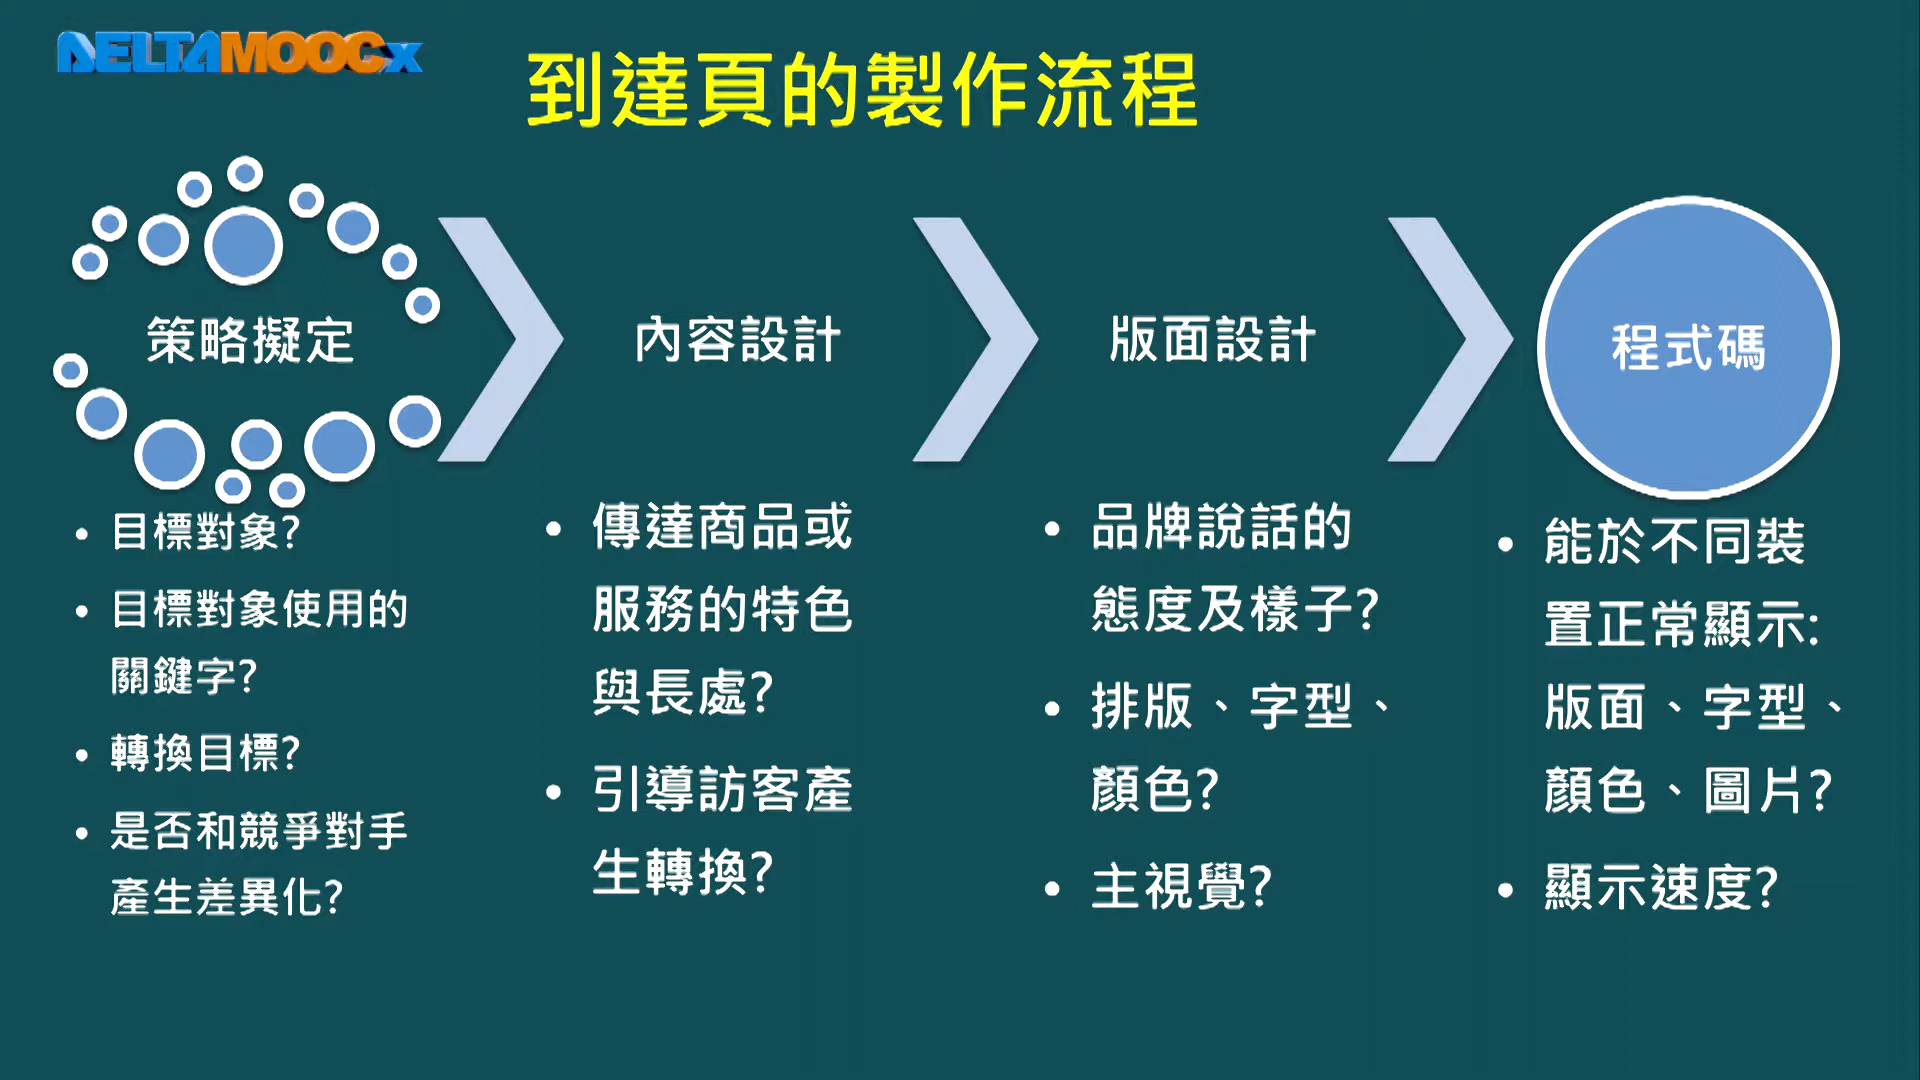 DELTAMOOCx
到達頁的製作流程
策略擬定
內容設計
版面設計
程式碼
• 目標對象?
• 目標對象使用的
關鍵字?
• 轉換目標?
• 是否和競爭對手
產生差異化?
• 傳達商品或
服務的特色
與長處?
• 引導訪客產
生轉換?
• 品牌說話的
態度及樣子?
• 排版、字型、
顏色?
• 主視覺?
• 能於不同裝
置正常顯示:
版面、字型、
顏色、圖片?
• 顯示速度?